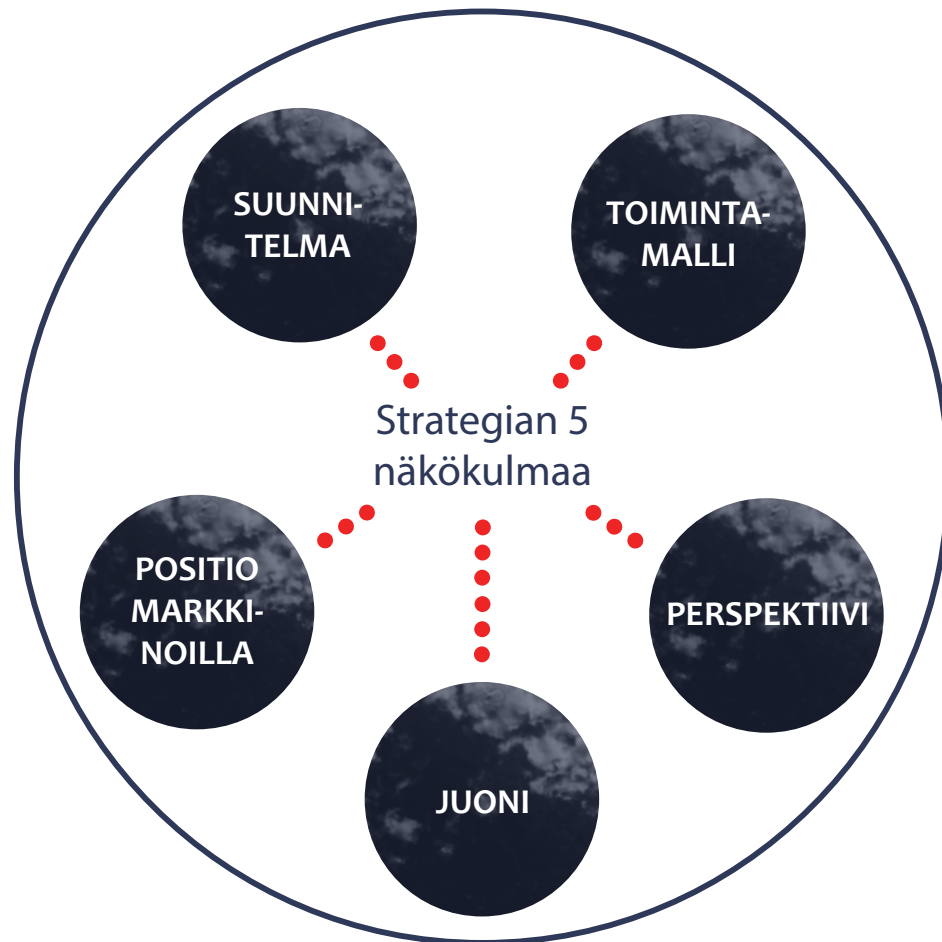 SUUNNI-
TELMA
TOIMINTA-
MALLI
Strategian 5
näkökulmaa
POSITIO
MARKKI-
NOILLA
PERSPEKTIIVI
JUONI